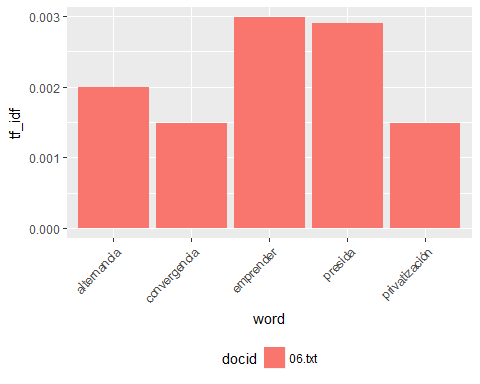 0.003
0.002
0.001
0.000
tf_idf
alternancia
convergencia
emprender
presida
privatización
word
docid 06.txt